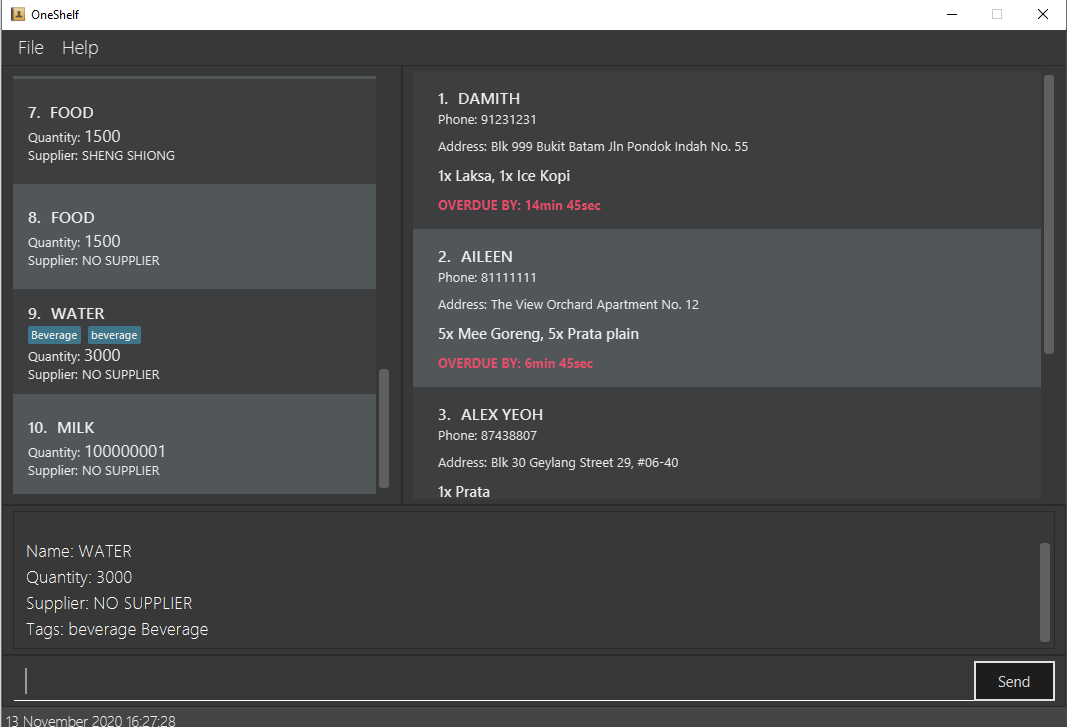 OneShelf
File Help
7. FOOD
Quantity: 1500
Supplier: SHENG SHIONG
8. FOOD
Quantity: 1500
Supplier: NO SUPPLIER
9. WATER
Beverage beverage
Quantity: 3000
Supplier: NO SUPPLIER
10. MILK
Quantity: 100000001
Supplier: NO SUPPLIER
1. DAMITH
Phone: 91231231
Address: Blk 999 Bukit Batam Jln Pondok Indah No. 55
1x Laksa, 1x Ice Kopi
OVERDUE BY: 14min 45sec
2. AILEEN
Phone: 81111111
Address: The View Orchard Apartment No. 12
5x Mee Goreng, 5x Prata plain
OVERDUE BY: 6min 45sec
3. ALEX YEOH
Phone: 87438807
Address: Blk 30 Geylang Street 29, #06-40
1x Prata
Name: WATER
Quantity: 3000
Supplier: NO SUPPLIER
Tags: beverage Beverage
Send
13 November 2020 16:27:28